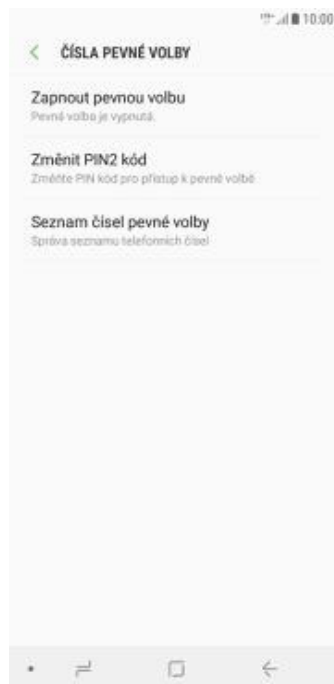 10:00
ČÍSLA PEVNÉ VOLBY
Zapnout pevnou volbu
Pevná volba je vypnutá.
Změnit PIN2 kód
Změňte PIN kód pro přístup k pevné volbě
Seznam čísel pevné volby
Správa seznamu telefonních čísel